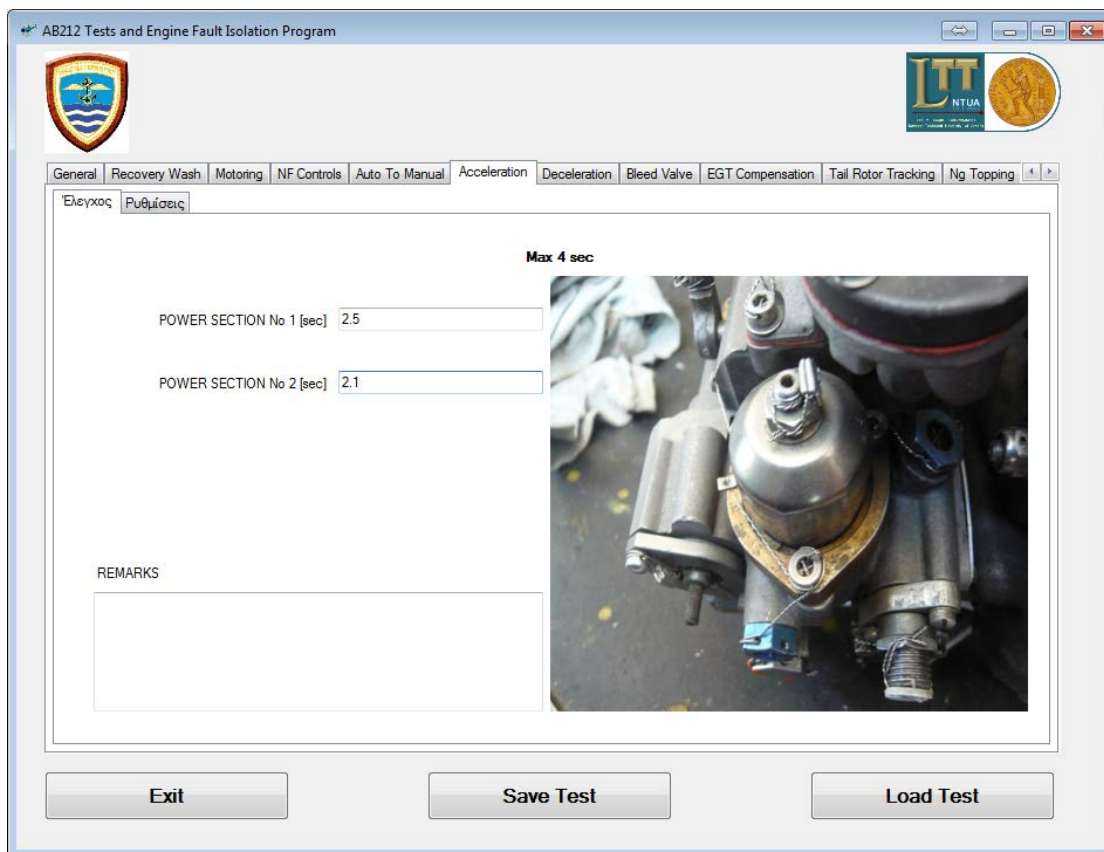 AB212 Tests and Engine Fault Isolation Program
LTT
NTUA
General Recovery Wash Motoring NF Controls Auto To Manual Acceleration Deceleration Bleed Valve EGT Compensation Tail Rotor Tracking Ng Topping
Έλεγχος Ρυθμίσεις
Max 4 sec
POWER SECTION No 1 [sec] 2.5
POWER SECTION No 2 [sec] 2.1
REMARKS
Exit Save Test Load Test